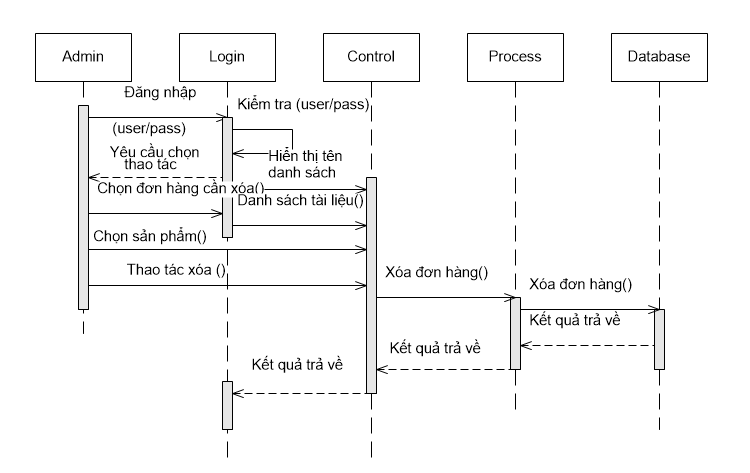 Admin
Login
Control
Process
Database
Đăng nhập
Kiểm tra (user/pass)
(user/pass)
Yêu cầu chọn
thao tác
Hiển thị tên
danh sách
Chọn đơn hàng cần xóa()
Danh sách tài liệu()
Chọn sản phẩm()
Thao tác xóa ()
Xóa đơn hàng()
Xóa đơn hàng()
Kết quả trả về
Kết quả trả về
Kết quả trả về